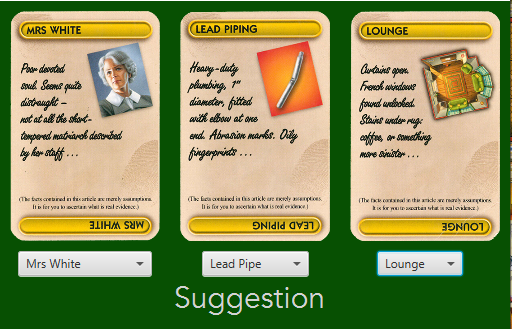 MRS WHITE
Poor devoted
soul. Seems quite
distraught –
not at all the short-
tempered matriarch described
by her staff ...
(The facts contained in this article are merely assumptions.
It is for you to ascertain what is real evidence.)
MRS WHITE
LEAD PIPING
Heavy-duty
plumbing, 1"
diameter, fitted
with elbow at one
end. Abrasion marks. Oily
fingerprints ...
(The facts contained in this article are merely assumptions.
It is for you to ascertain what is real evidence.)
LEAD PIPING
LOUNGE
Curtains open.
French windows
found unlocked.
Stains under rug:
coffee, or something
more sinister ...
(The facts contained in this article are merely assumptions.
It is for you to ascertain what is real evidence.)
LOUNGE
Mrs White
Lead Pipe
Lounge
Suggestion